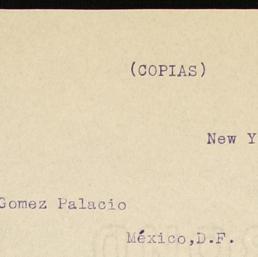 (COPIAS)
New Y
Gomez Palacio
México,D.F.